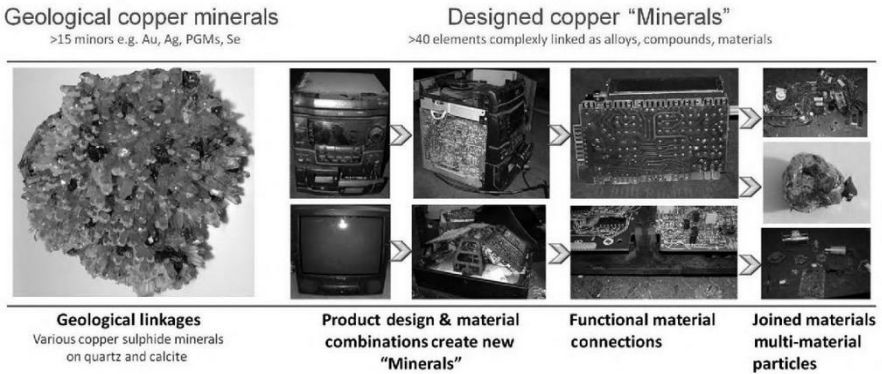 Geological copper minerals
>15 minors e.g. Au, Ag, PGMs, Se
Designed copper “Minerals”
>40 elements complexly linked as alloys, compounds, materials
Geological linkages
Various copper sulphide minerals
on quartz and calcite
Product design & material
combinations create new
“Minerals”
Functional material
connections
Joined materials
multi-material
particles